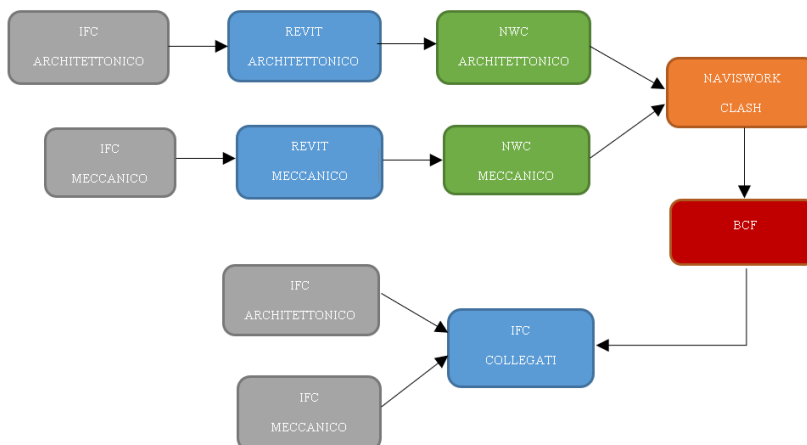 IFC
ARCHITETTONICO
REVIT
ARCHITETTONICO
NWC
ARCHITETTONICO
NAVISWORK
CLASH
IFC
MECCANICO
REVIT
MECCANICO
NWC
MECCANICO
BCF
IFC
ARCHITETTONICO
IFC
COLLEGATI
IFC
MECCANICO